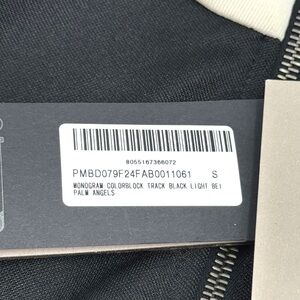 8055167366072
PMBD079F24FAB0011061 S
MONOGRAM COLORBLOCK TRACK BLACK LIGHT BEI
PALM ANGELS